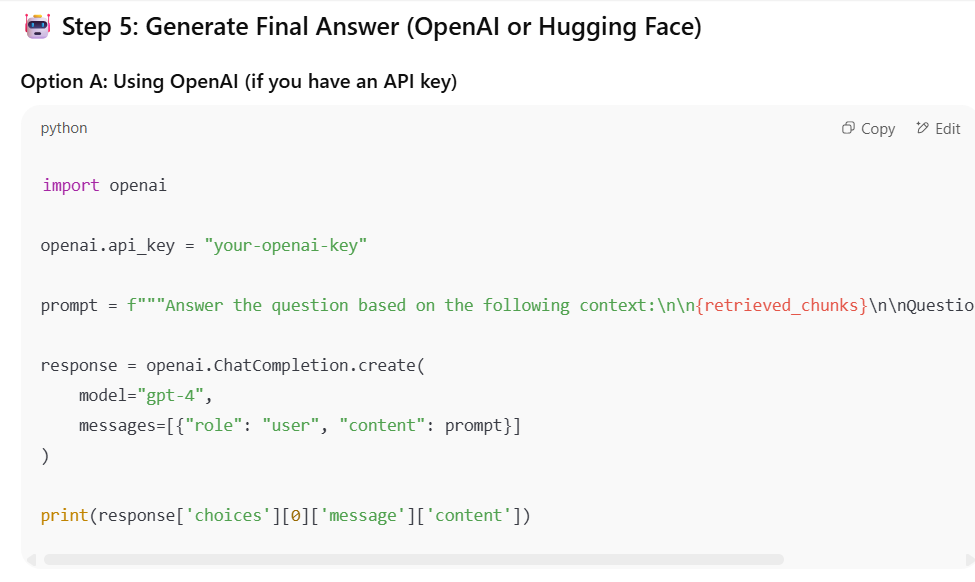 Step 5: Generate Final Answer (OpenAI or Hugging Face)
Option A: Using OpenAI (if you have an API key)
python Copy Edit
import openai
openai.api_key = "your-openai-key"
prompt = f"""Answer the question based on the following context:\n\n{retrieved_chunks}\n\nQuestio
response = openai.ChatCompletion.create(
    model="gpt-4",
    messages=[{"role": "user", "content": prompt}]
)
print(response['choices'][0]['message']['content'])